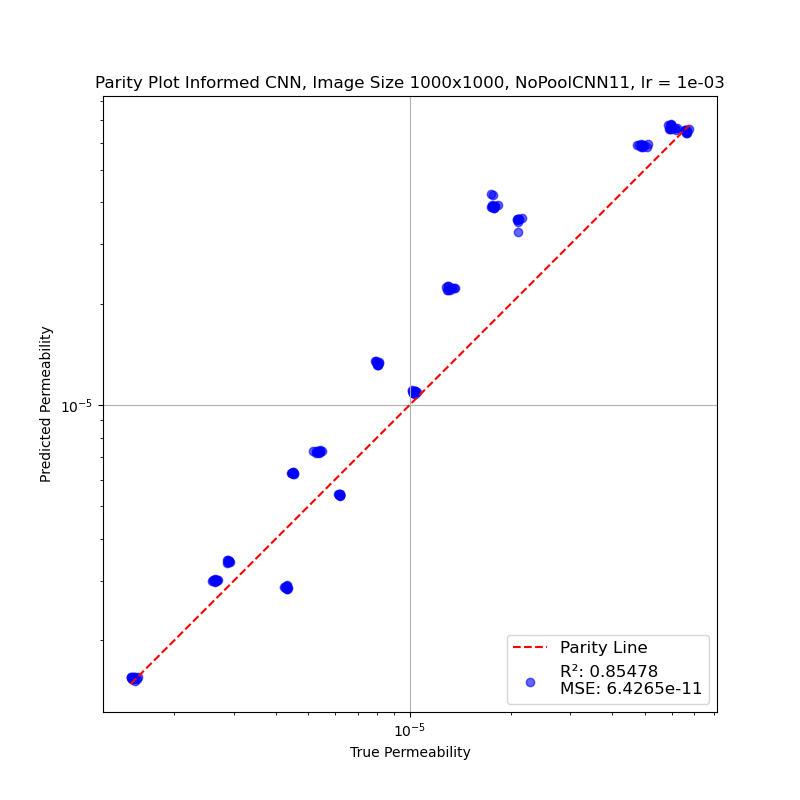 Parity Plot Informed CNN, Image Size 1000x1000, NoPoolCNN11, lr = 1e-03
Predicted Permeability
10⁻⁵
Parity Line
R²: 0.85478
MSE: 6.4265e-11
10⁻⁵
True Permeability